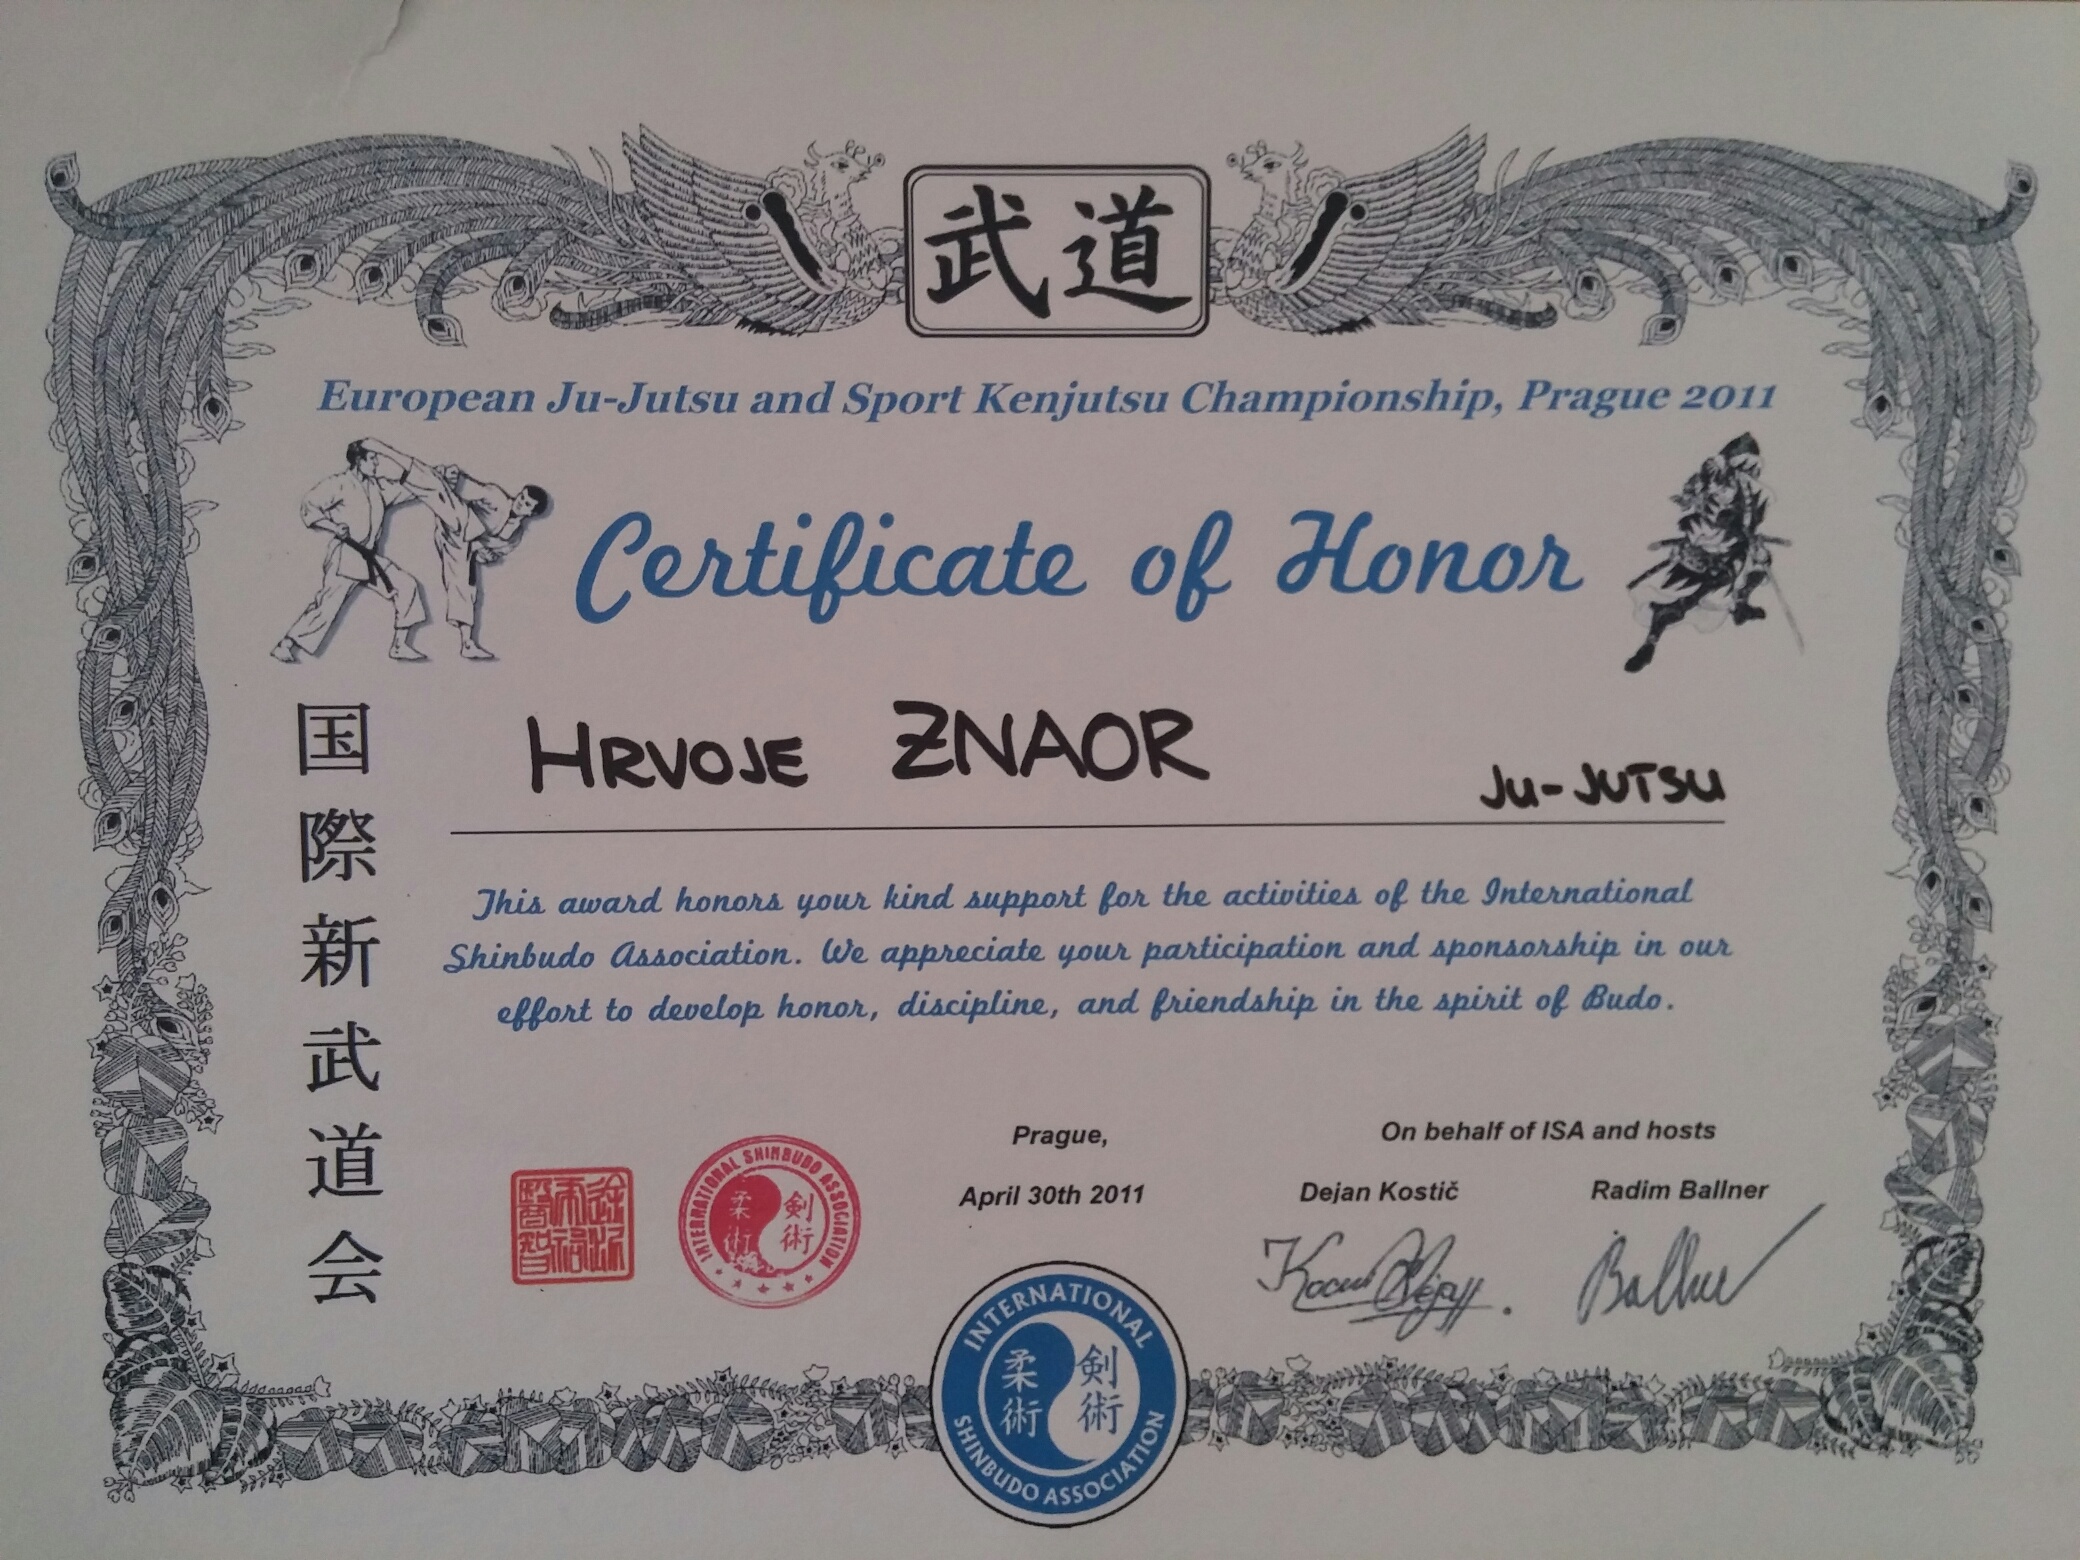 武道
European Ju-Jutsu and Sport Kenjutsu Championship, Prague 2011
Certificate of Honor
国際新武道会
HRVOJE ZNAOR JU-JUTSU
This award honors your kind support for the activities of the International
Shinbudo Association. We appreciate your participation and sponsorship in our
effort to develop honor, discipline, and friendship in the spirit of Budo.
Prague,
April 30th 2011
On behalf of ISA and hosts
Dejan Kostič Radim Ballner
Ballner
INTERNATIONAL SHINBUDO ASSOCIATION
柔術 剣術
INTERNATIONAL
柔術 剣術
SHINBUDO ASSOCIATION